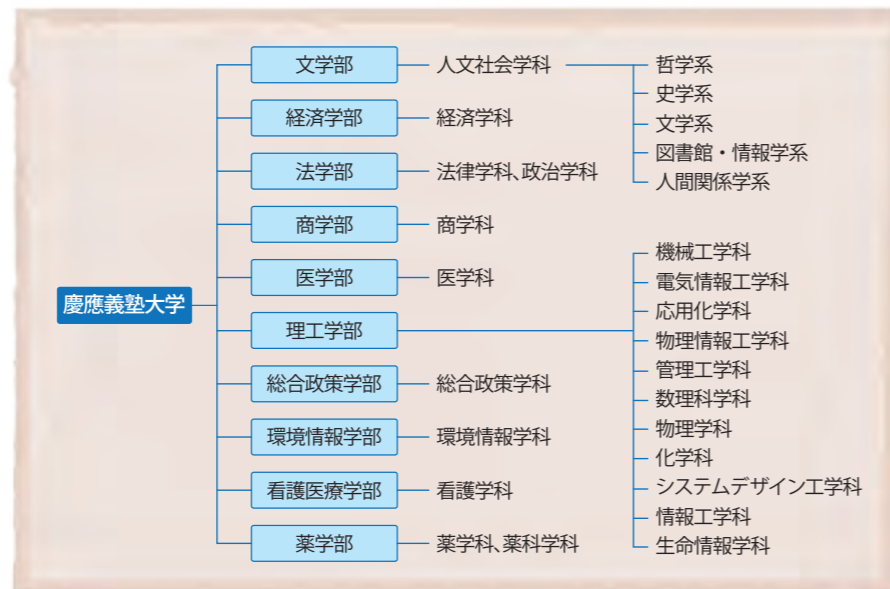 慶應義塾大学
文学部
人文社会学科
哲学系
史学系
文学系
図書館・情報学系
人間関係学系
経済学部
経済学科
法学部
法律学科、政治学科
商学部
商学科
医学部
医学科
理工学部
機械工学科
電気情報工学科
応用化学科
物理情報工学科
管理工学科
数理科学科
物理学科
化学科
システムデザイン工学科
情報工学科
生命情報学科
総合政策学部
総合政策学科
環境情報学部
環境情報学科
看護医療学部
看護学科
薬学部
薬学科、薬科学科